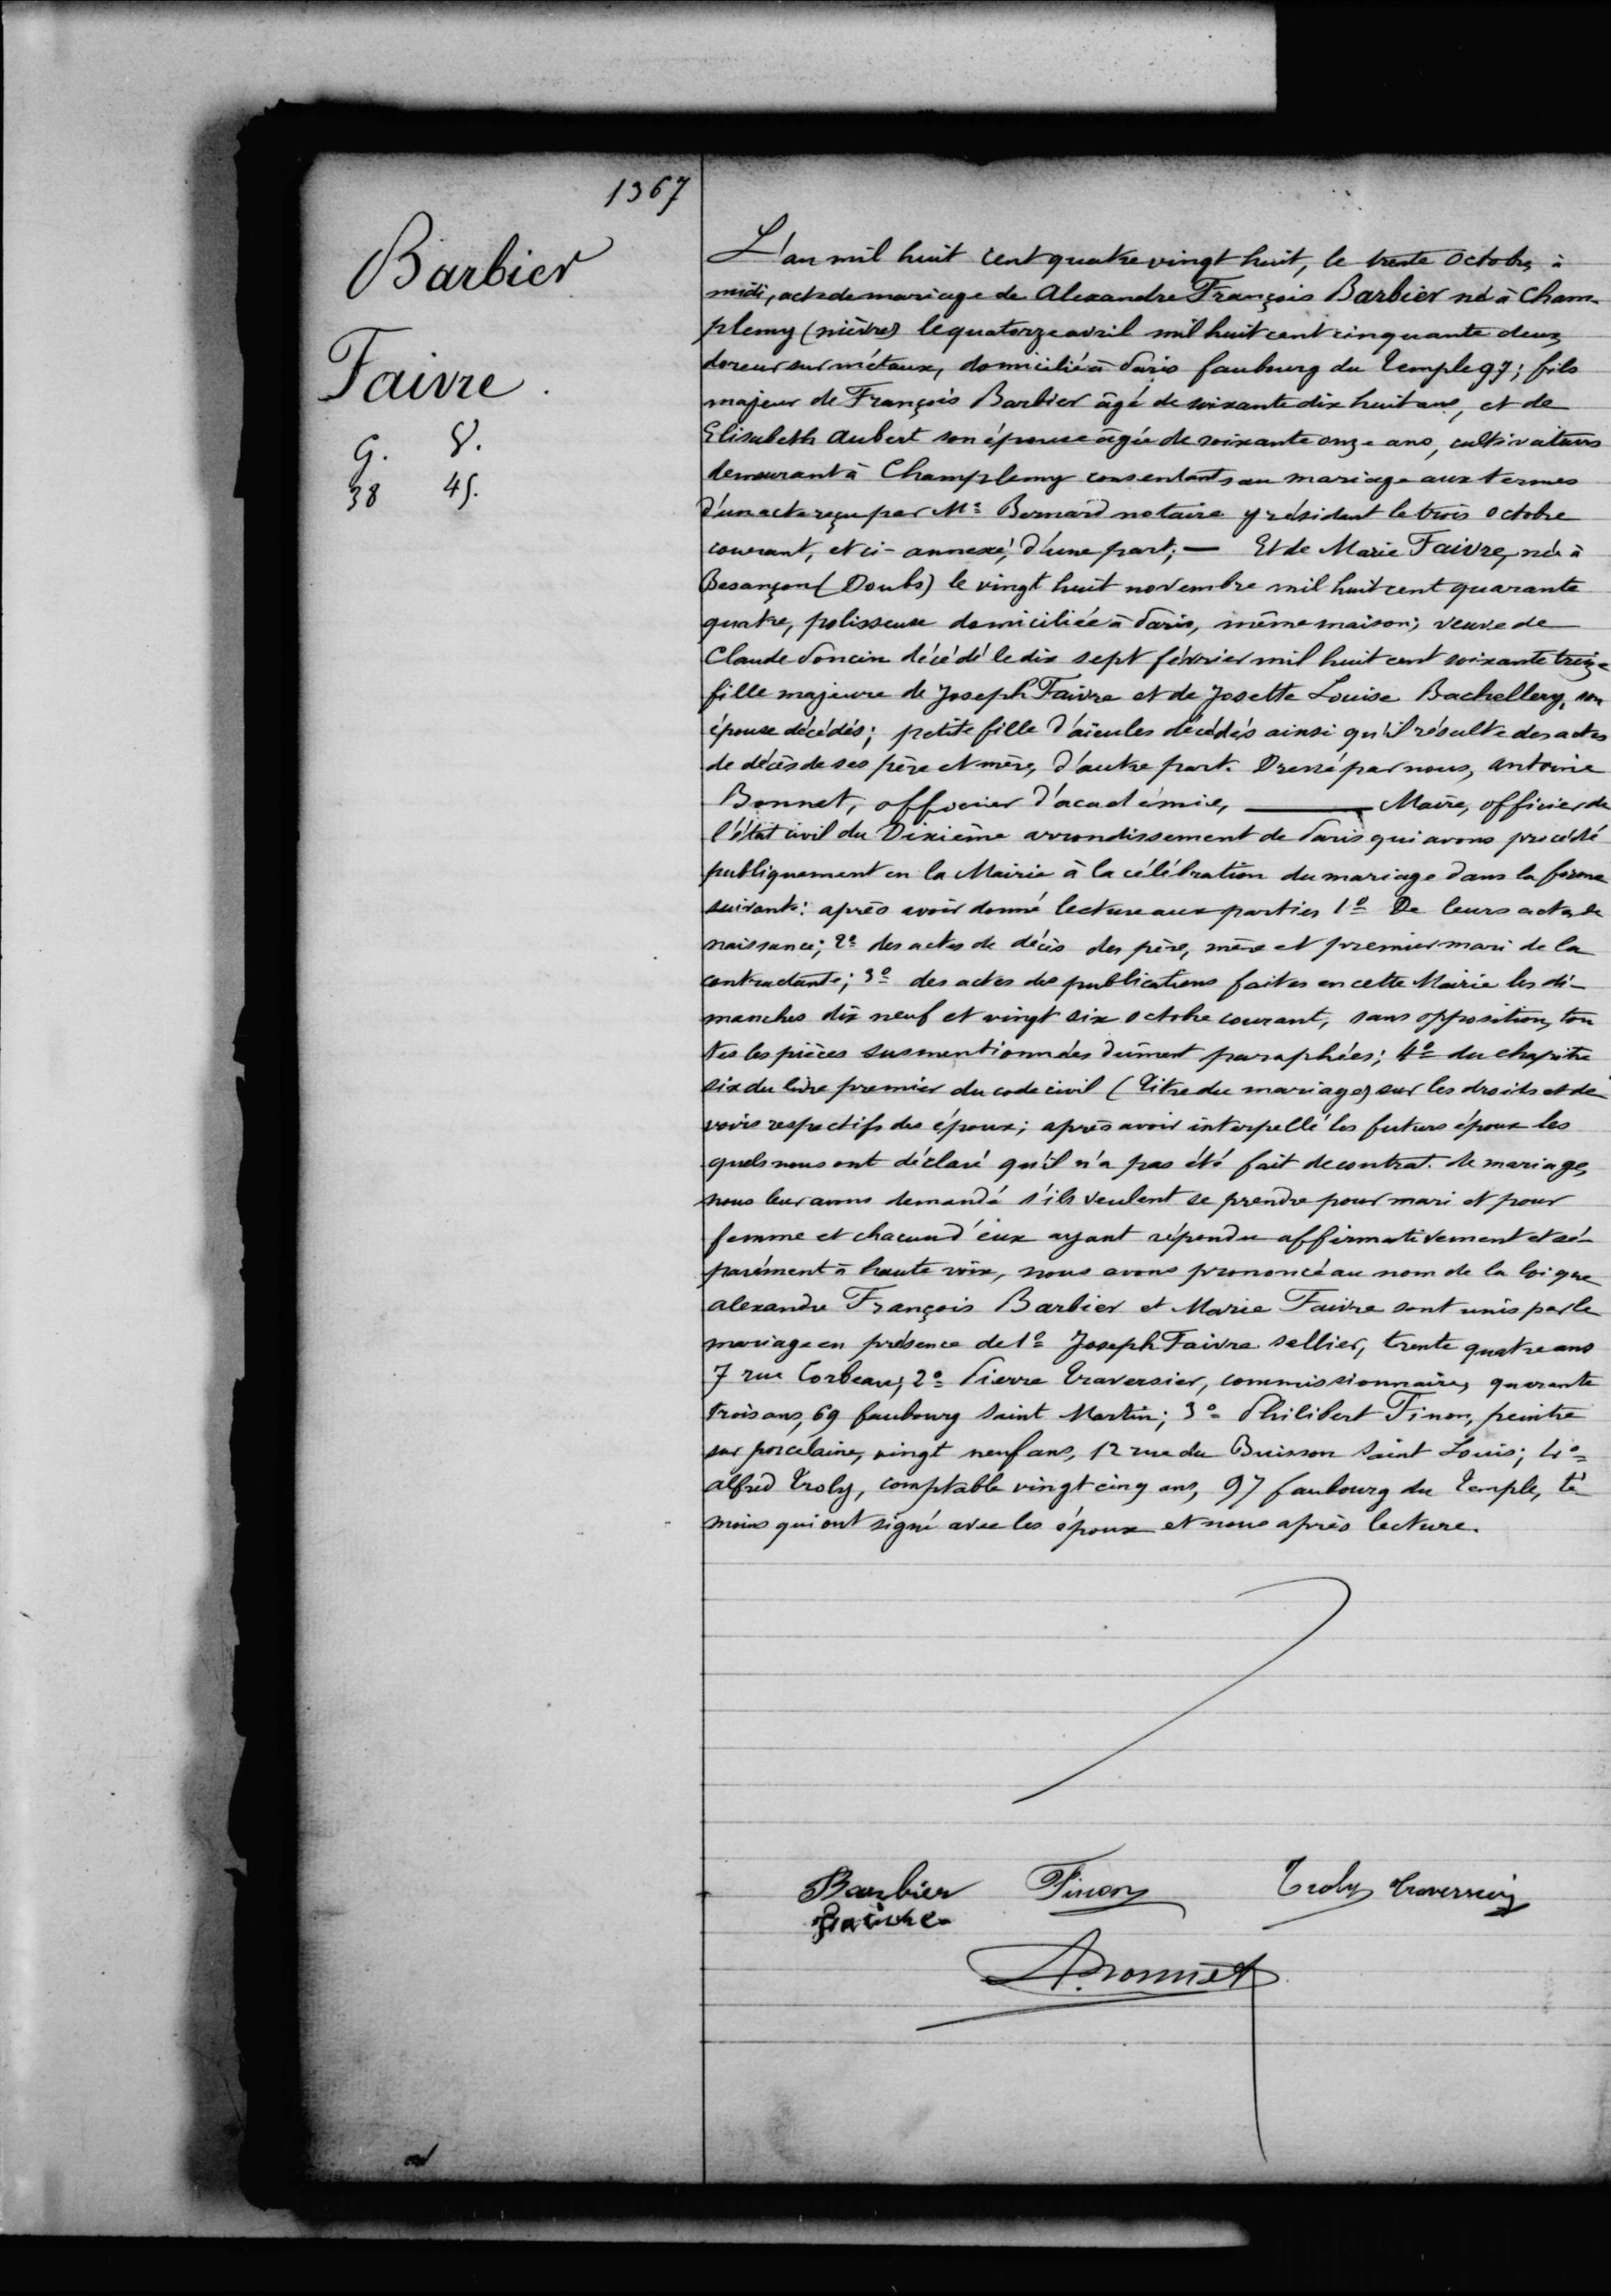 1367
Barbier
Faivre.
G. V.
38 45.
L'an mil huit cent quatre vingt huit, le trente Octobre à
midi, acte de mariage de Alexandre François Barbier né à Cham-
plemy (nièvre) le quatorze avril mil huit cent cinquante deux,
doreur sur métaux, domicilié à Paris faubourg du Temple 97; fils
majeur de François Barbier âgé de soixante dix huit ans, et de
Elisabeth Aubert son épouse âgée de soixante onze ans, cultivateurs
demeurant à Champlemy consentants au mariage aux termes
d'un acte reçu par Me Bernard notaire y résident le trois octobre
courant, et ci-annexé, d'une part; — Et de Marie Faivre, née à
Besançon (Doubs) le vingt huit novembre mil huit cent quarante
quatre, polisseuse domiciliée à Paris, même maison; veuve de
Claude Poncin décédé le dix sept février mil huit cent soixante treize
fille majeure de Joseph Faivre et de Josette Louise Bachellery, son
épouse décédés; petite fille d'aïeules décédés ainsi qu'il résulte des actes
de décès de ses père et mère, d'autre part. Dressé par nous, Antoine
Bonnet, officier d'académie, — Maire, officier de
l'état civil du Dixième arrondissement de Paris qui avons procédé
publiquement en la Mairie à la célébration du mariage dans la forme
suivante: après avoir donné lecture aux parties 1º De leurs actes de
naissance; 2º des actes de décès des père, mère et premier mari de la
contractante; 3º des actes des publications faites en cette Mairie les di-
manches dix neuf et vingt six octobre courant, sans opposition, tou
tes les pièces susmentionnées dûment paraphées; 4º du chapitre
six du livre premier du code civil (Titre du mariage) sur les droits et de
voirs respectifs des époux; après avoir interpellé les futurs époux les
quels nous ont déclaré qu'il n'a pas été fait de contrat de mariage,
nous leur avons demandé s'ils veulent se prendre pour mari et pour
femme et chacun d'eux ayant répondu affirmativement et sé-
parément à haute voix, nous avons prononcé au nom de la loi que
Alexandre François Barbier et Marie Faivre sont unis par le
mariage en présence de 1º Joseph Faivre sellier, trente quatre ans
7 rue Corbeau; 2º Pierre Traversier, commissionnaire, quarante
trois ans, 69 faubourg Saint Martin; 3º Philibert Finon, peintre
sur porcelaine, vingt neuf ans, 12 rue du Buisson Saint Louis; 4º
Alfred Troly, comptable vingt cinq ans, 97 faubourg du Temple, té-
moins qui ont signé avec les époux et nous après lecture.
Barbier Finon Troly Traversier
faivre
A. Bonnet